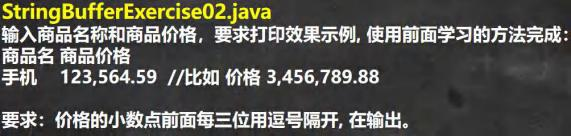 StringBufferExercise02.java
输入商品名称和商品价格，要求打印效果示例, 使用前面学习的方法完成：
商品名 商品价格
手机 123,564.59 //比如 价格 3,456,789.88
要求：价格的小数点前面每三位用逗号隔开, 在输出。